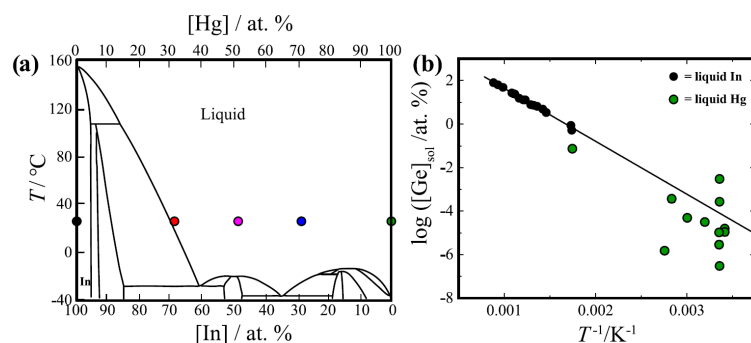 [Hg] / at. %
0 10 20 30 40 50 60 70 80 90 100
(a)
160
120
80
40
0
-40
T / °C
Liquid
In
100 90 80 70 60 50 40 30 20 10 0
[In] / at. %
(b)
2
0
-2
-4
-6
-8
log ([Ge]sol /at. %)
= liquid In
= liquid Hg
0.001 0.002 0.003
T-1/K-1